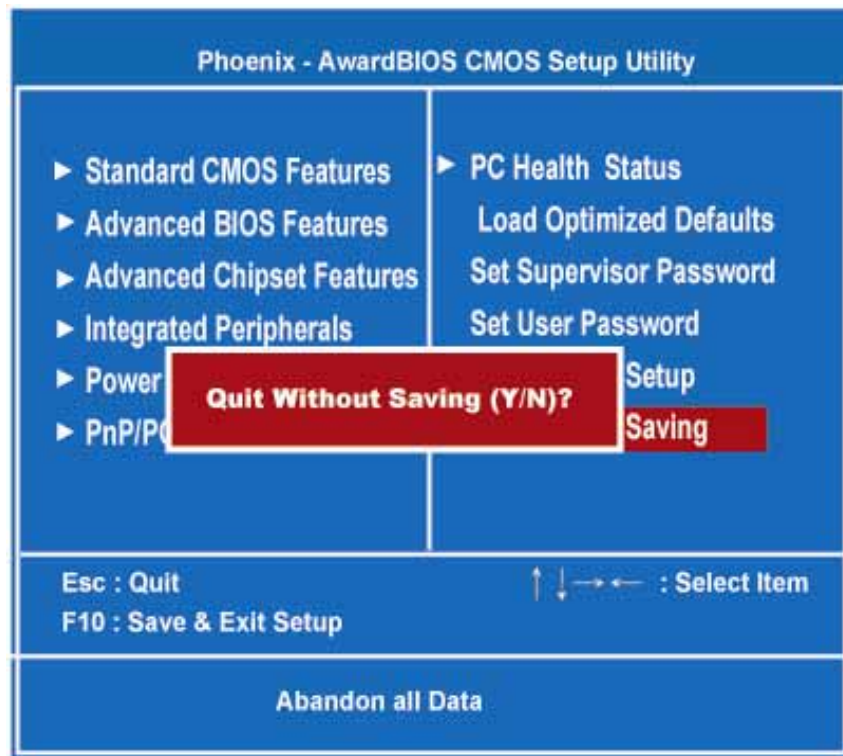 Phoenix - AwardBIOS CMOS Setup Utility
► Standard CMOS Features
► Advanced BIOS Features
► Advanced Chipset Features
► Integrated Peripherals
► Power
► PnP/PC
► PC Health Status
Load Optimized Defaults
Set Supervisor Password
Set User Password
Setup
Saving
Quit Without Saving (Y/N)?
Esc : Quit
↑ ↓ → ← : Select Item
F10 : Save & Exit Setup
Abandon all Data